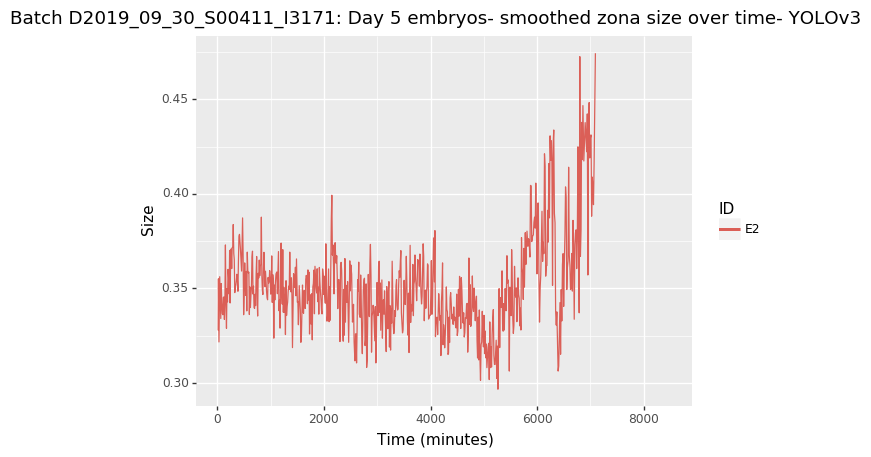 Batch D2019_09_30_S00411_I3171: Day 5 embryos- smoothed zona size over time- YOLOv3
0.45
0.40
0.35
0.30
Size
0 2000 4000 6000 8000
Time (minutes)
ID
E2